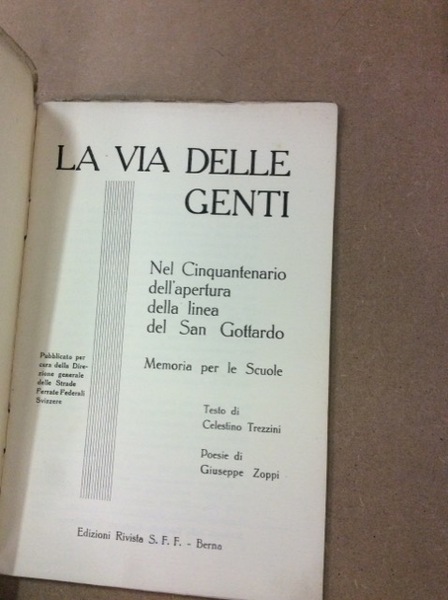 LA VIA DELLE
GENTI
Nel Cinquantenario
dell'apertura
della linea
del San Gottardo
Memoria per le Scuole
Pubblicato per
cura della Dire-
zione generale
delle Strade
Ferrate Federali
Svizzere
Testo di
Celestino Trezzini
Poesie di
Giuseppe Zoppi
Edizioni Rivista S. F. F. - Berna